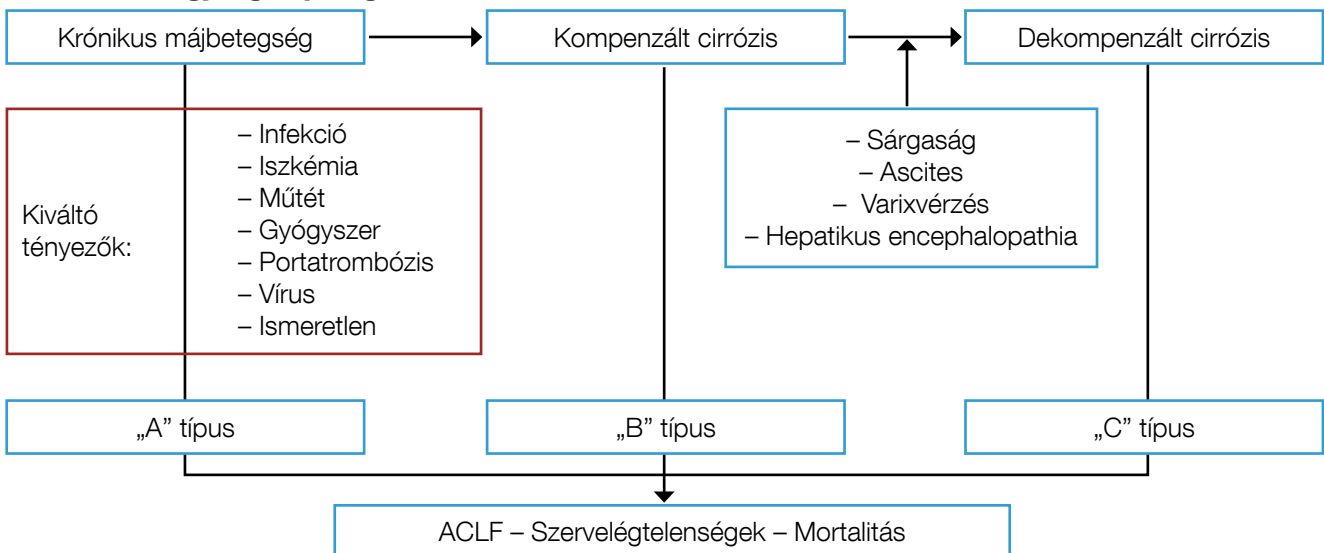 Krónikus májbetegség
Kompenzált cirrózis
Dekompenzált cirrózis
Kiváltó
tényezők:
– Infekció
– Iszkémia
– Műtét
– Gyógyszer
– Portatrombózis
– Vírus
– Ismeretlen
– Sárgaság
– Ascites
– Varixvérzés
– Hepatikus encephalopathia
„A” típus
„B” típus
„C” típus
ACLF – Szervelégtelenségek – Mortalitás